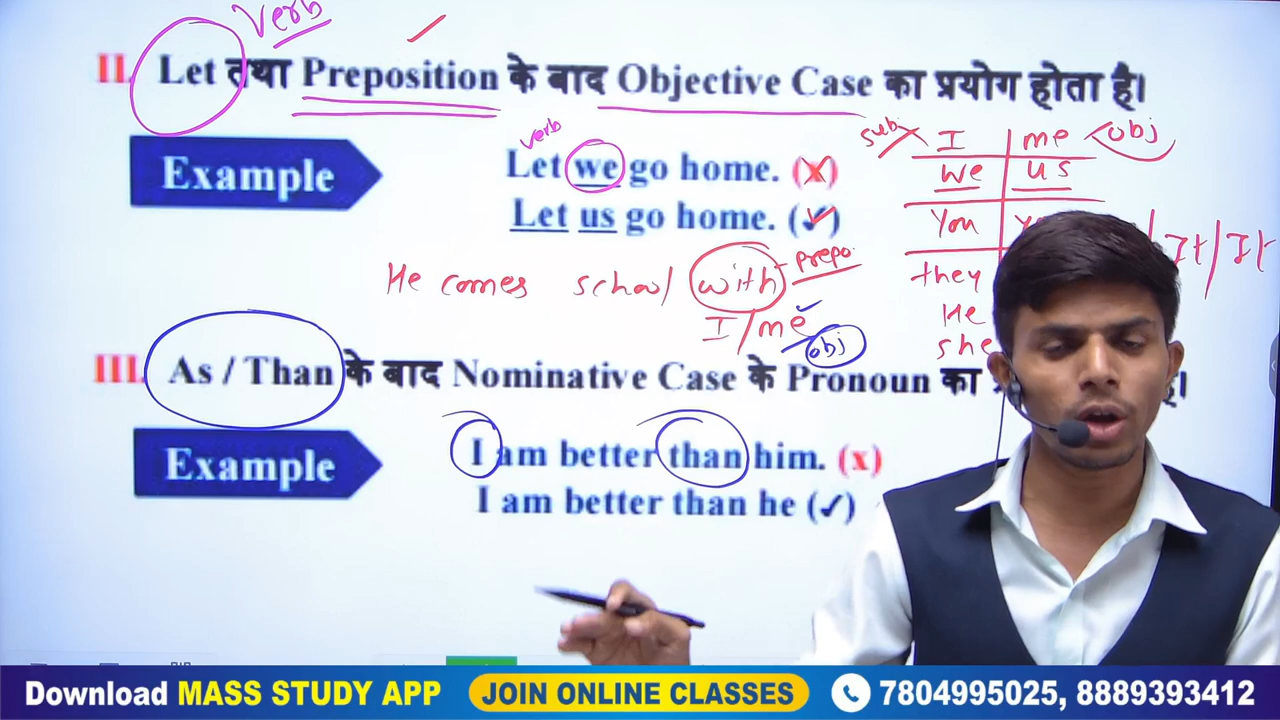 Verb
II. Let तथा Preposition के बाद Objective Case का प्रयोग होता है।
sub I me obj
verb
Example
Let we go home. (x)
we us
Let us go home. (✓)
You
It / It
He comes school with prepo.
they
I / me
He
obj
she
III. As / Than के बाद Nominative Case के Pronoun का
Example
I am better than him. (x)
I am better than he (✓)
Download MASS STUDY APP JOIN ONLINE CLASSES 7804995025, 8889393412